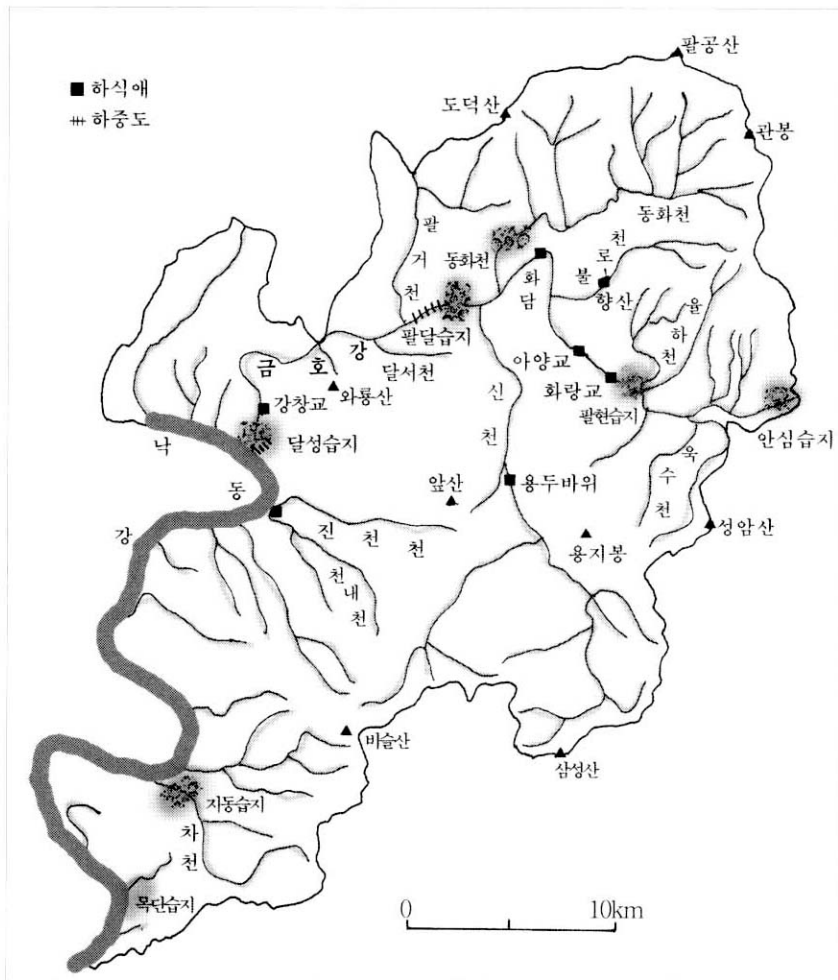 팔공산
■ 하식애
도덕산
하중도
관봉
팔거천
동화천
동화천
불로천
화담
향산
율하천
팔달습지
금호강
달서천
아양교
화랑교
와룡산
강창교
신천
팔현습지
안심습지
달성습지
낙동강
욱수천
앞산
용두바위
성암산
진천천
용지봉
천내천
비슬산
삼성산
지동습지
차천
목단습지
0 10km